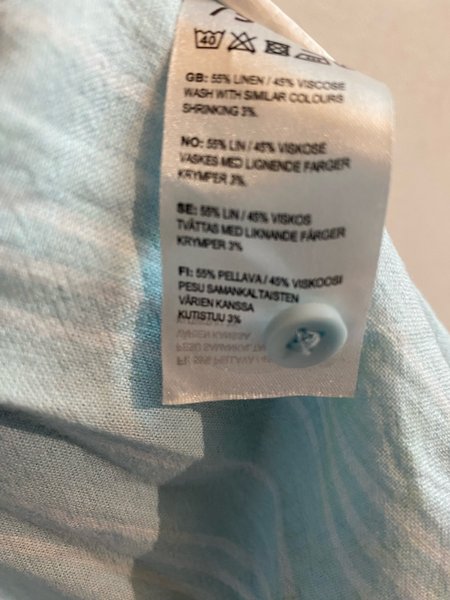 40
GB: 55% LINEN / 45% VISCOSE
WASH WITH SIMILAR COLOURS
SHRINKING 3%.
NO: 55% LIN / 45% VISKOSE
VASKES MED LIGNENDE FARGER
KRYMPER 3%.
SE: 55% LIN / 45% VISKOS
TVÄTTAS MED LIKNANDE FÄRGER
KRYMPER 3%
FI: 55% PELLAVA / 45% VISKOOSI
PESU SAMANKALTAISTEN
VÄRIEN KANSSA
KUTISTUU 3%